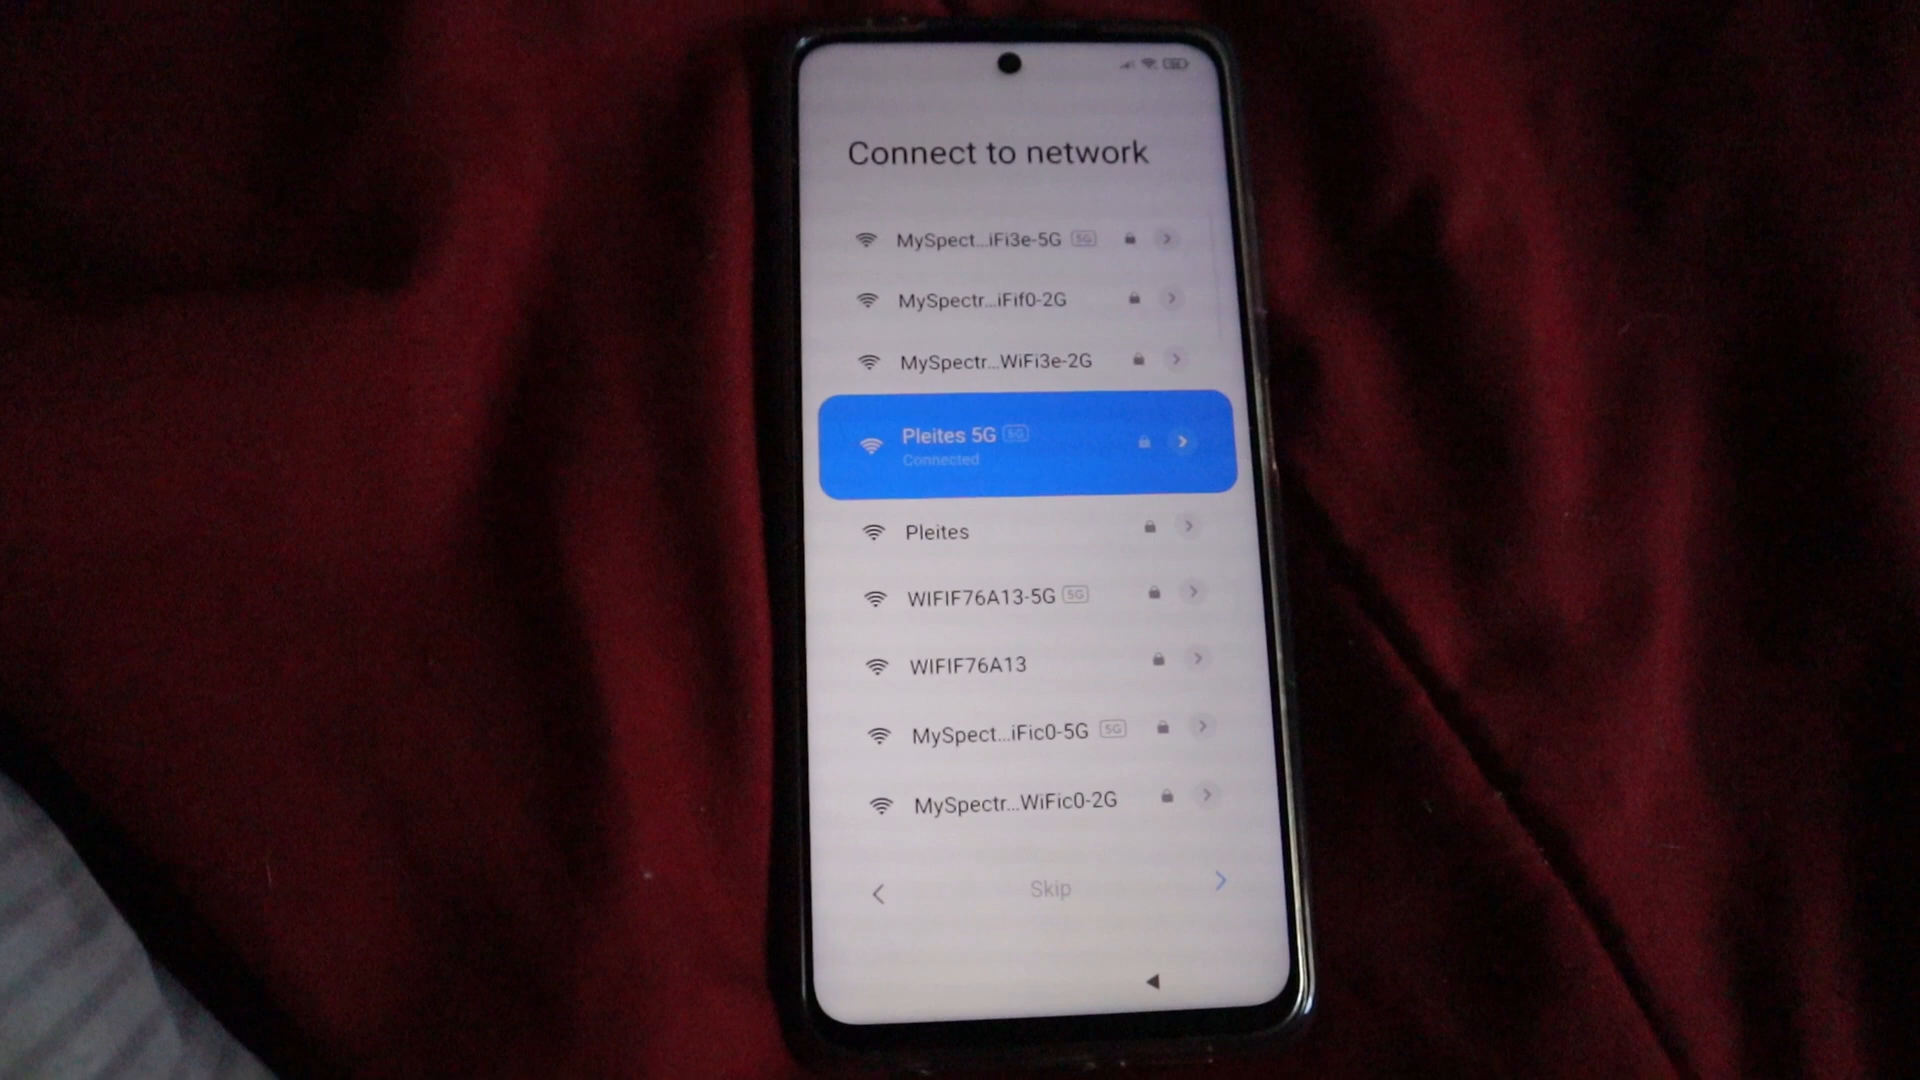 Connect to network
MySpect...iFi3e-5G 5G
MySpectr...iFif0-2G
MySpectr...WiFi3e-2G
Pleites 5G 5G
Connected
Pleites
WIFIF76A13-5G 5G
WIFIF76A13
MySpect...iFic0-5G 5G
MySpectr...WiFic0-2G
Skip